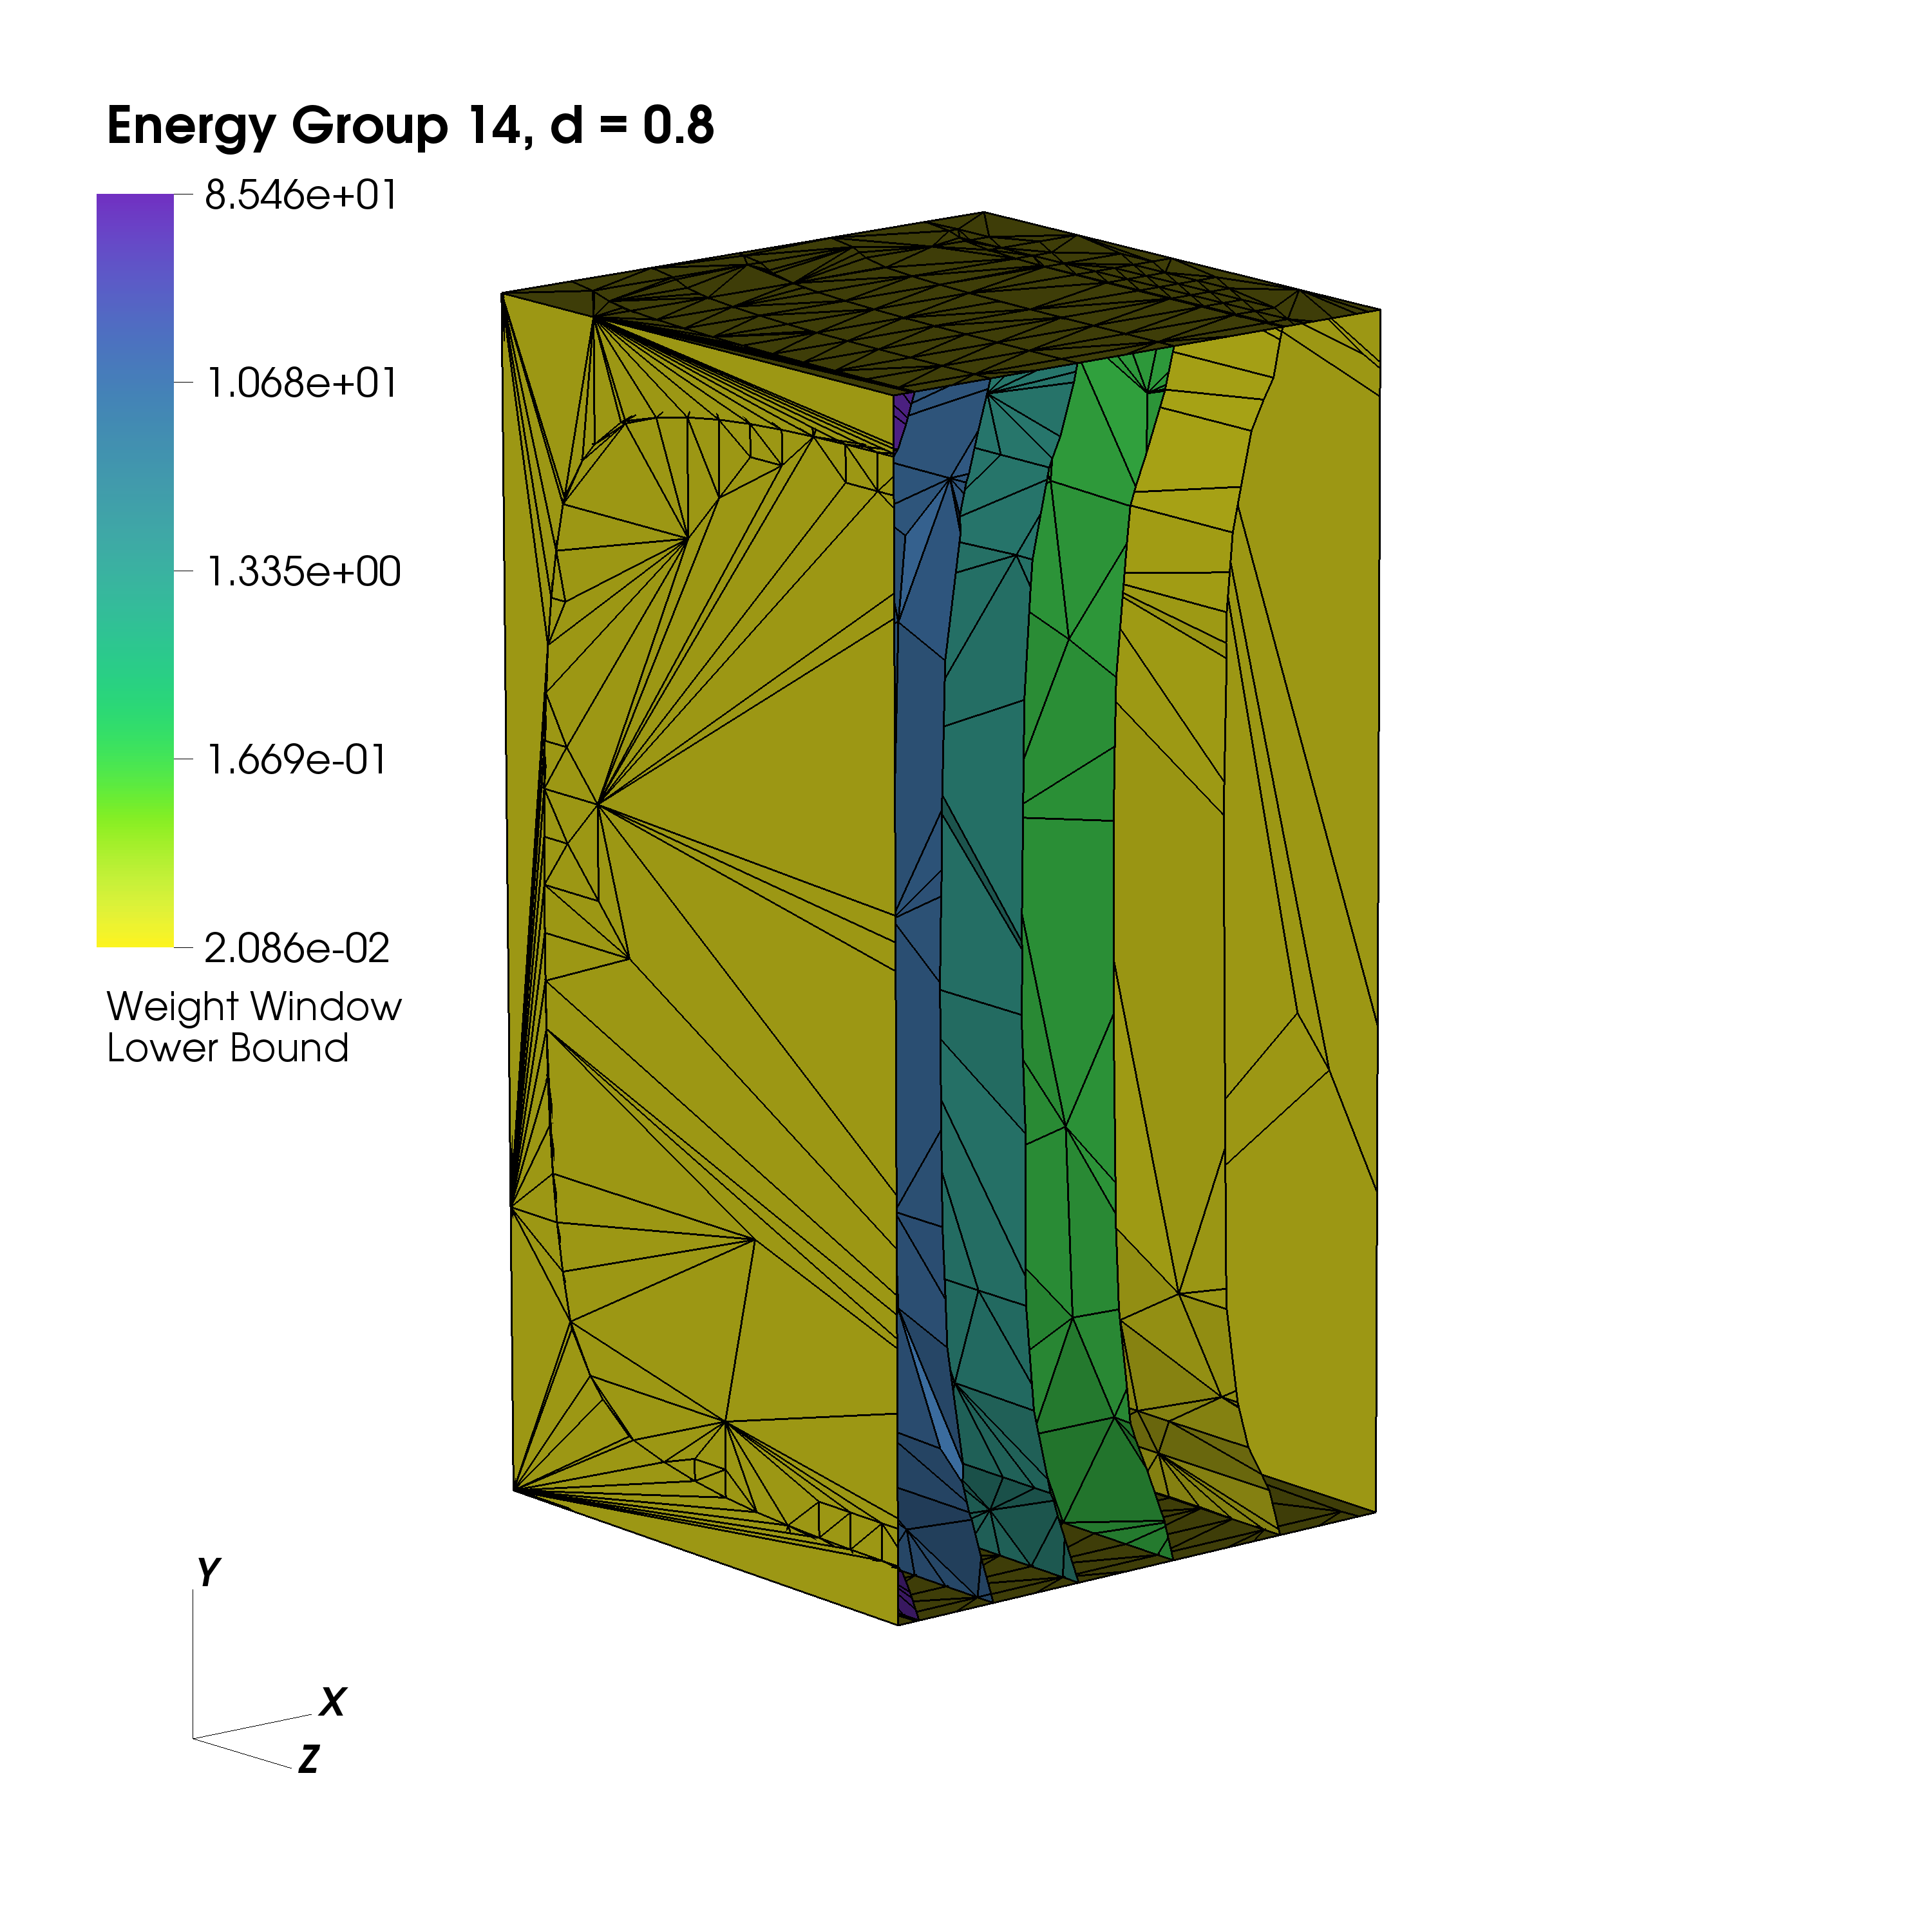 Energy Group 14, d = 0.8
8.546e+01
1.068e+01
1.335e+00
1.669e-01
2.086e-02
Weight Window
Lower Bound
Y
X
Z